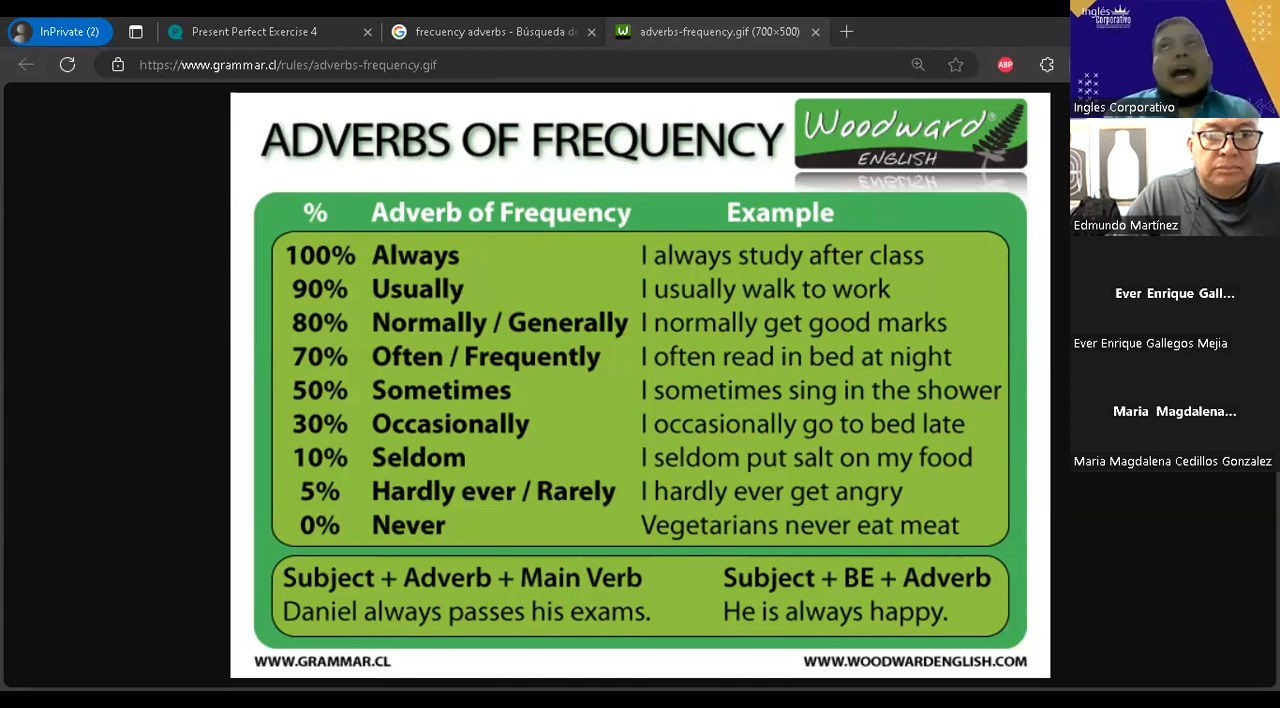 InPrivate (2)
Present Perfect Exercise 4
frecuency adverbs - Búsqueda de
adverbs-frequency.gif (700×500)
https://www.grammar.cl/rules/adverbs-frequency.gif
ABP
Inglés
Corporativo
Ingles Corporativo
Edmundo Martínez
Ever Enrique Gall...
Ever Enrique Gallegos Mejia
Maria Magdalena...
Maria Magdalena Cedillos Gonzalez
ADVERBS OF FREQUENCY
Woodward®
ENGLISH
% Adverb of Frequency Example
100% Always I always study after class
90% Usually I usually walk to work
80% Normally / Generally I normally get good marks
70% Often / Frequently I often read in bed at night
50% Sometimes I sometimes sing in the shower
30% Occasionally I occasionally go to bed late
10% Seldom I seldom put salt on my food
5% Hardly ever / Rarely I hardly ever get angry
0% Never Vegetarians never eat meat
Subject + Adverb + Main Verb Subject + BE + Adverb
Daniel always passes his exams. He is always happy.
WWW.GRAMMAR.CL WWW.WOODWARDENGLISH.COM